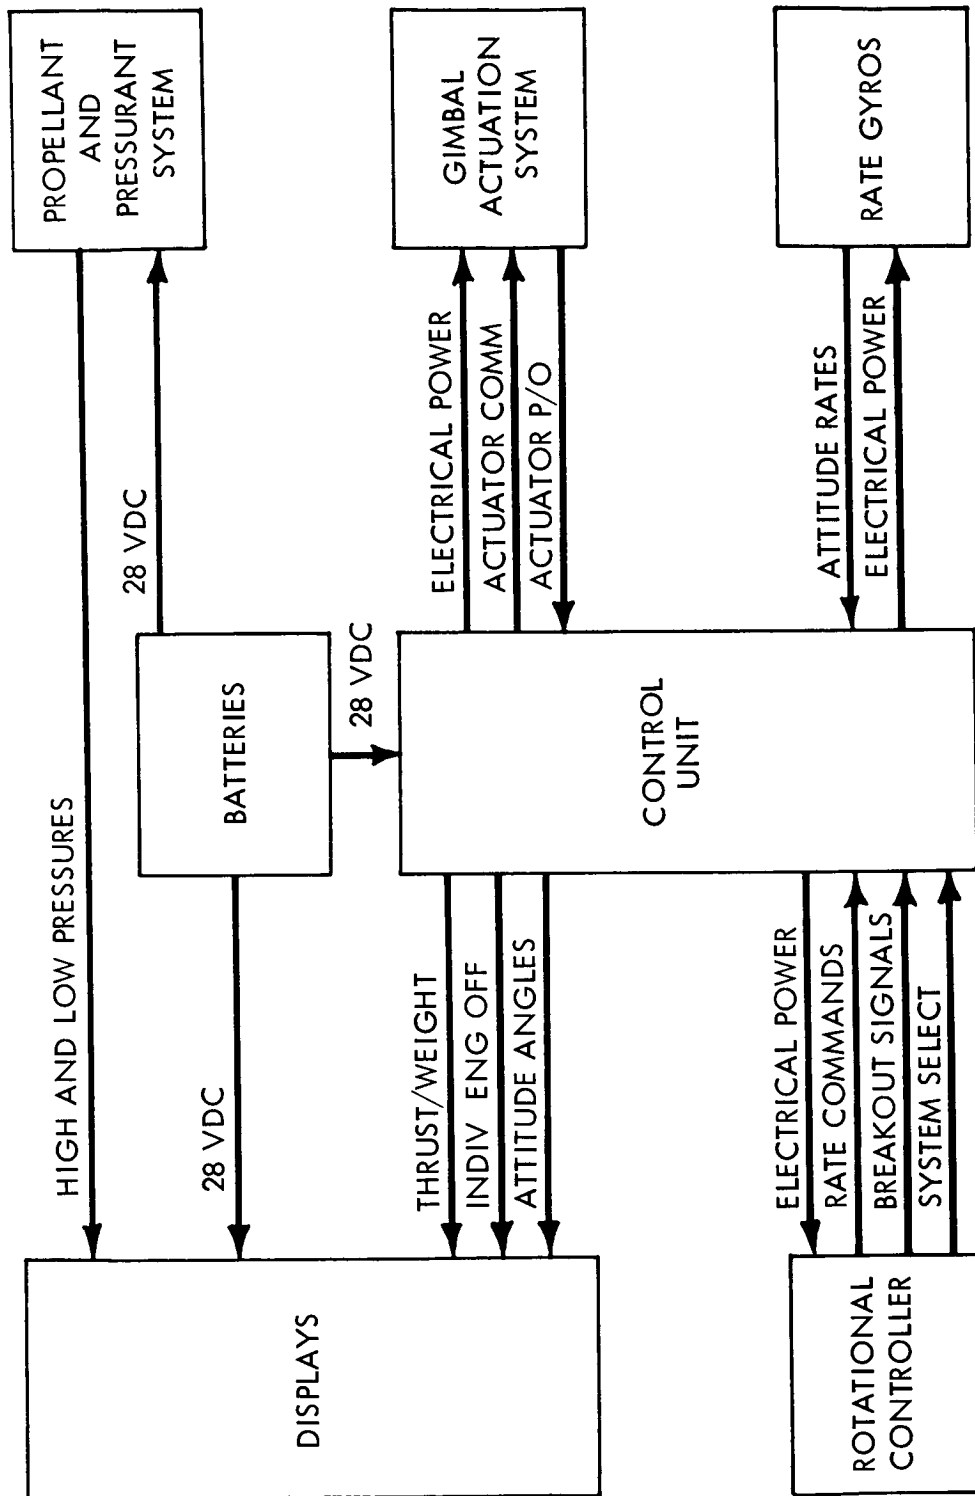 HIGH AND LOW PRESSURES
PROPELLANT
AND
PRESSURANT
SYSTEM
28 VDC
28 VDC
BATTERIES
28 VDC
DISPLAYS
THRUST/WEIGHT
INDIV ENG OFF
ATTITUDE ANGLES
CONTROL
UNIT
ELECTRICAL POWER
ACTUATOR COMM
ACTUATOR P/O
GIMBAL
ACTUATION
SYSTEM
ROTATIONAL
CONTROLLER
ELECTRICAL POWER
RATE COMMANDS
BREAKOUT SIGNALS
SYSTEM SELECT
ATTITUDE RATES
ELECTRICAL POWER
RATE GYROS